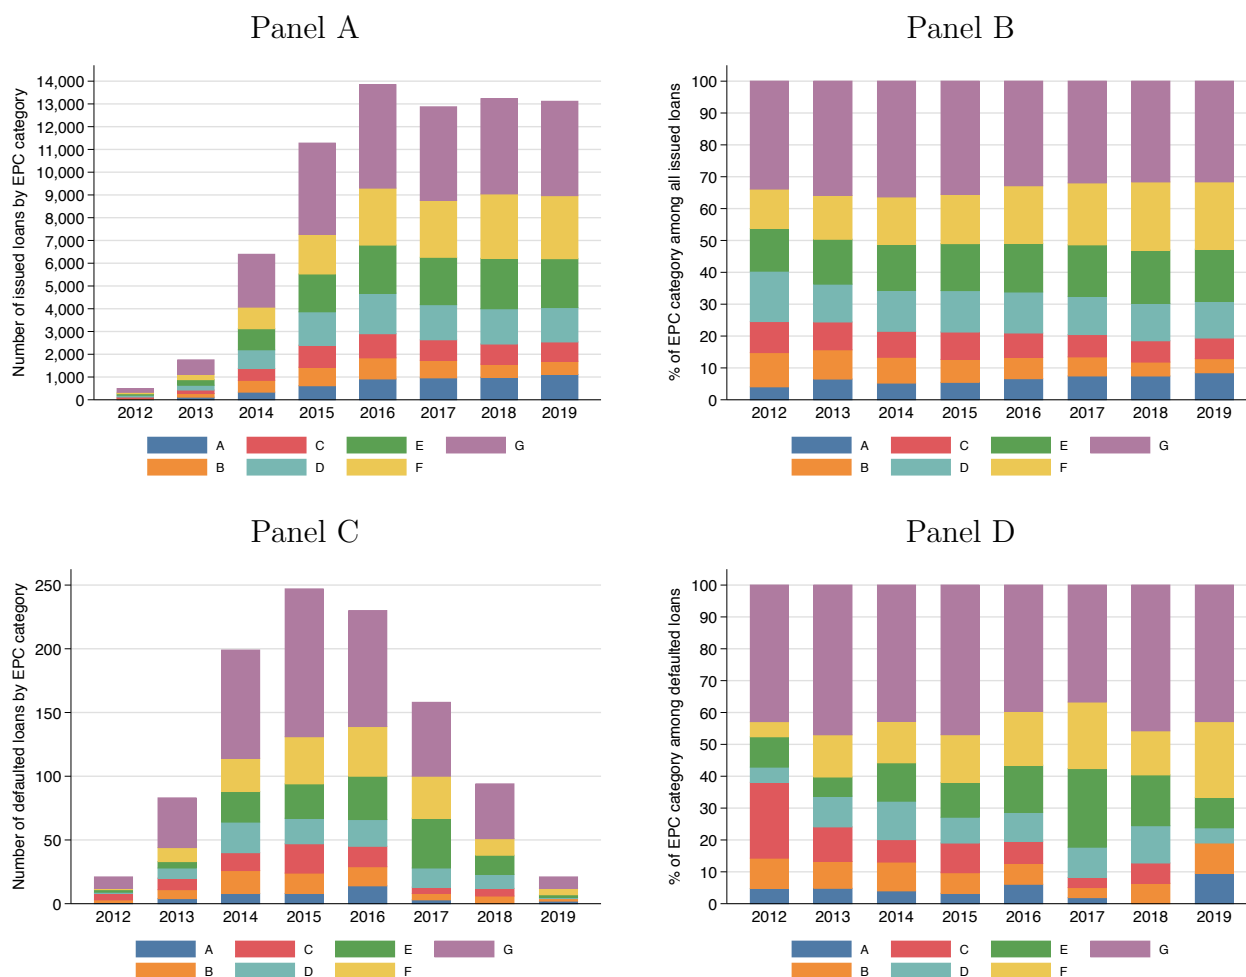 Panel A
Number of issued loans by EPC category
14,000
13,000
12,000
11,000
10,000
9,000
8,000
7,000
6,000
5,000
4,000
3,000
2,000
1,000
0
2012 2013 2014 2015 2016 2017 2018 2019
A C E G
B D F
Panel B
% of EPC category among all issued loans
100
90
80
70
60
50
40
30
20
10
0
2012 2013 2014 2015 2016 2017 2018 2019
A C E G
B D F
Panel C
Number of defaulted loans by EPC category
250
200
150
100
50
0
2012 2013 2014 2015 2016 2017 2018 2019
A C E G
B D F
Panel D
% of EPC category among defaulted loans
100
90
80
70
60
50
40
30
20
10
0
2012 2013 2014 2015 2016 2017 2018 2019
A C E G
B D F